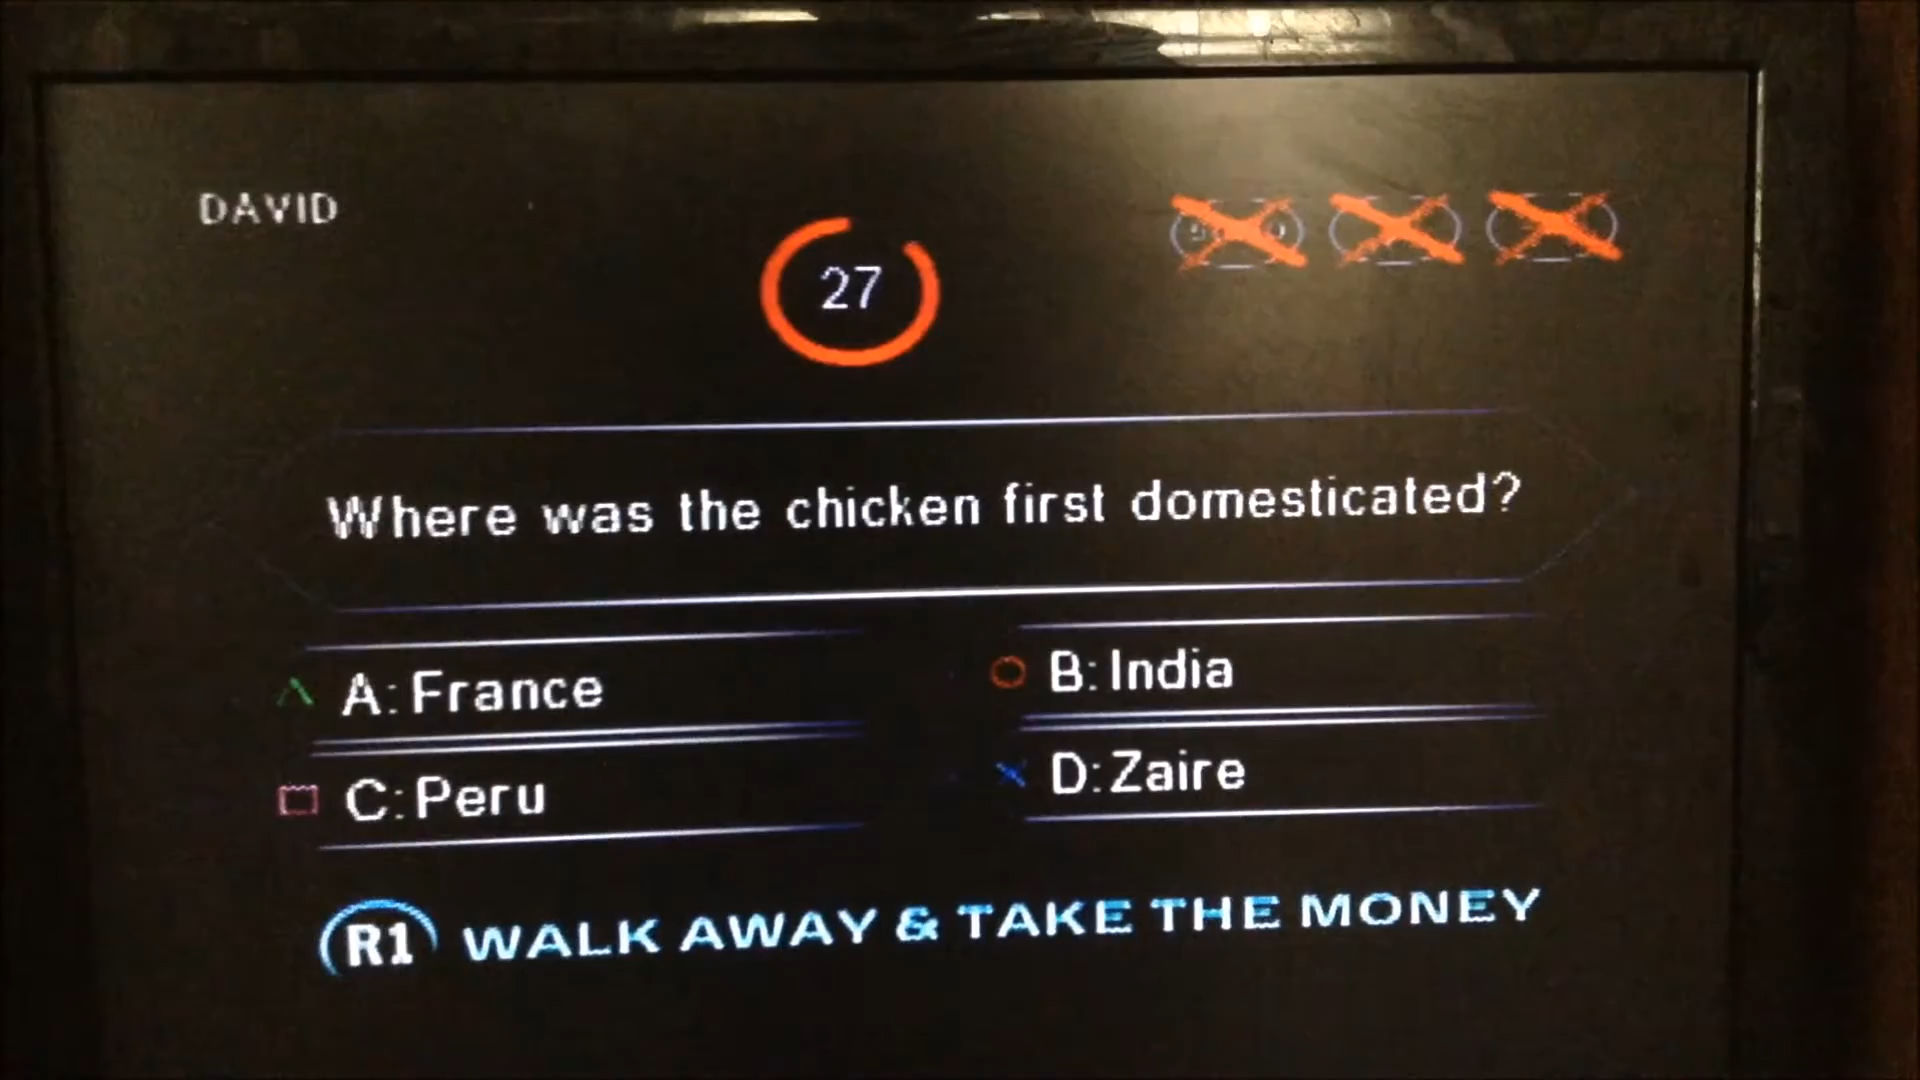 DAVID
27
Where was the chicken first domesticated?
A: France
B: India
C: Peru
D: Zaire
R1 WALK AWAY & TAKE THE MONEY